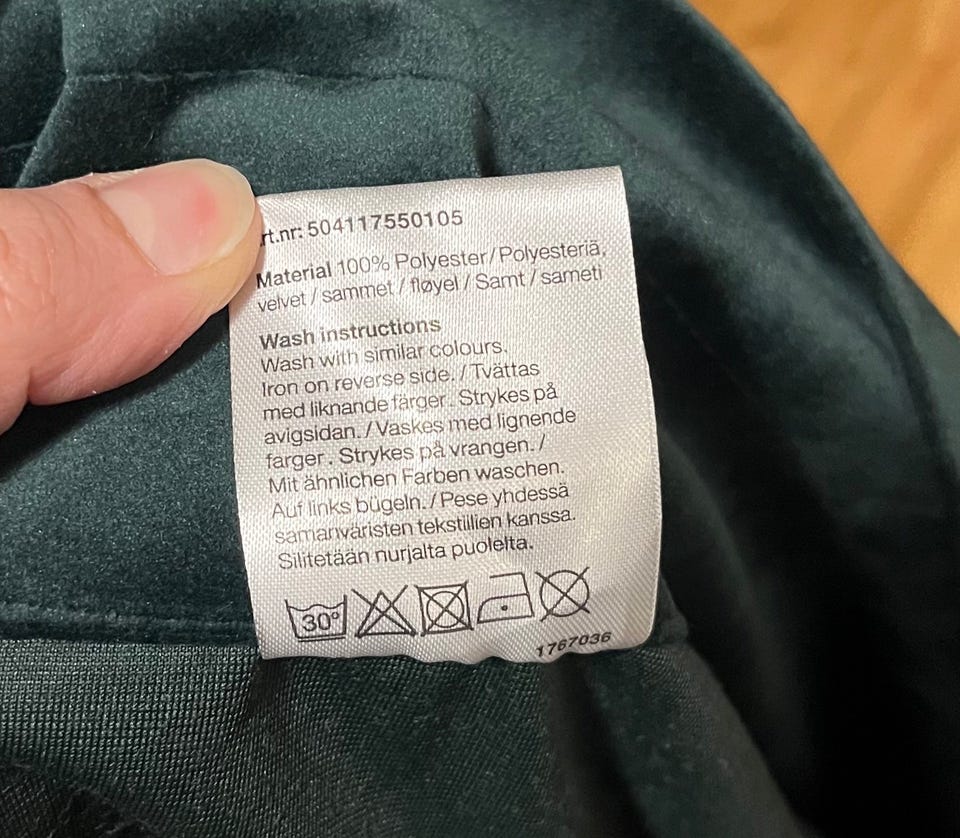 rt.nr: 504117550105
Material 100% Polyester/Polyesteriä,
velvet / sammet / fløyel / Samt / sameti
Wash instructions
Wash with similar colours.
Iron on reverse side. / Tvättas
med liknande färger. Strykes på
avigsidan. / Vaskes med lignende
farger. Strykes på vrangen. /
Mit ähnlichen Farben waschen.
Auf links bügeln. / Pese yhdessä
samanväristen tekstillien kanssa.
Silitetään nurjalta puolelta.
30°
1767036